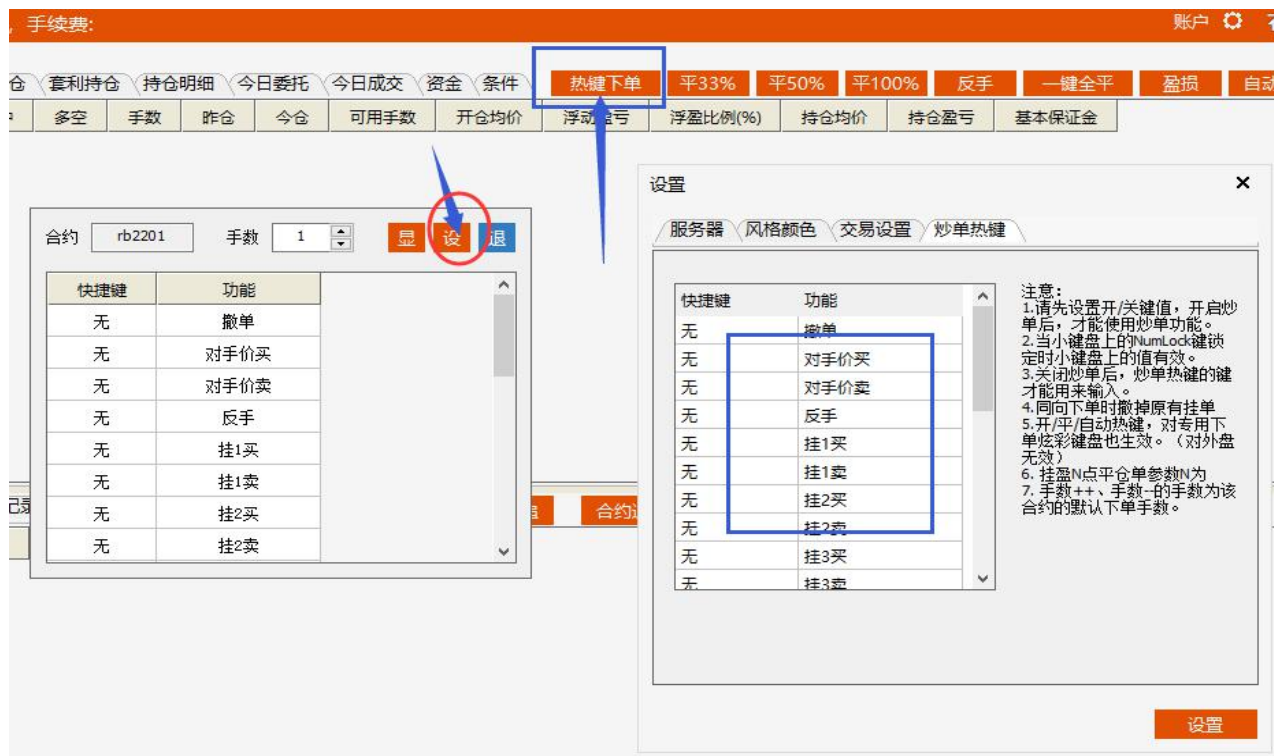 手续费:
账户
仓 套利持仓 持仓明细 今日委托 今日成交 资金 条件 热键下单 平33% 平50% 平100% 反手 一键全平 盈损 自动
多空 手数 昨仓 今仓 可用手数 开仓均价 浮动盈亏 浮盈比例(%) 持仓均价 持仓盈亏 基本保证金
合约 rb2201 手数 1 显 设 退
快捷键 功能
无 撤单
无 对手价买
无 对手价卖
无 反手
无 挂1买
无 挂1卖
无 挂2买
无 挂2卖
记录
合约
设置
服务器 风格颜色 交易设置 炒单热键
快捷键 功能
无 撤单
无 对手价买
无 对手价卖
无 反手
无 挂1买
无 挂1卖
无 挂2买
无 挂2卖
无 挂3买
无 挂3卖
注意:
1.请先设置开/关键值，开启炒
单后，才能使用炒单功能。
2.当小键盘上的NumLock键锁
定时小键盘上的值有效。
3.关闭炒单后，炒单热键的键
才能用来输入。
4.同向下单时撤掉原有挂单
5.开/平/自动热键，对专用下
单炫彩键盘也生效。（对外盘
无效）
6. 挂盈N点平仓单参数N为
7. 手数++、手数--的手数为该
合约的默认下单手数。
设置